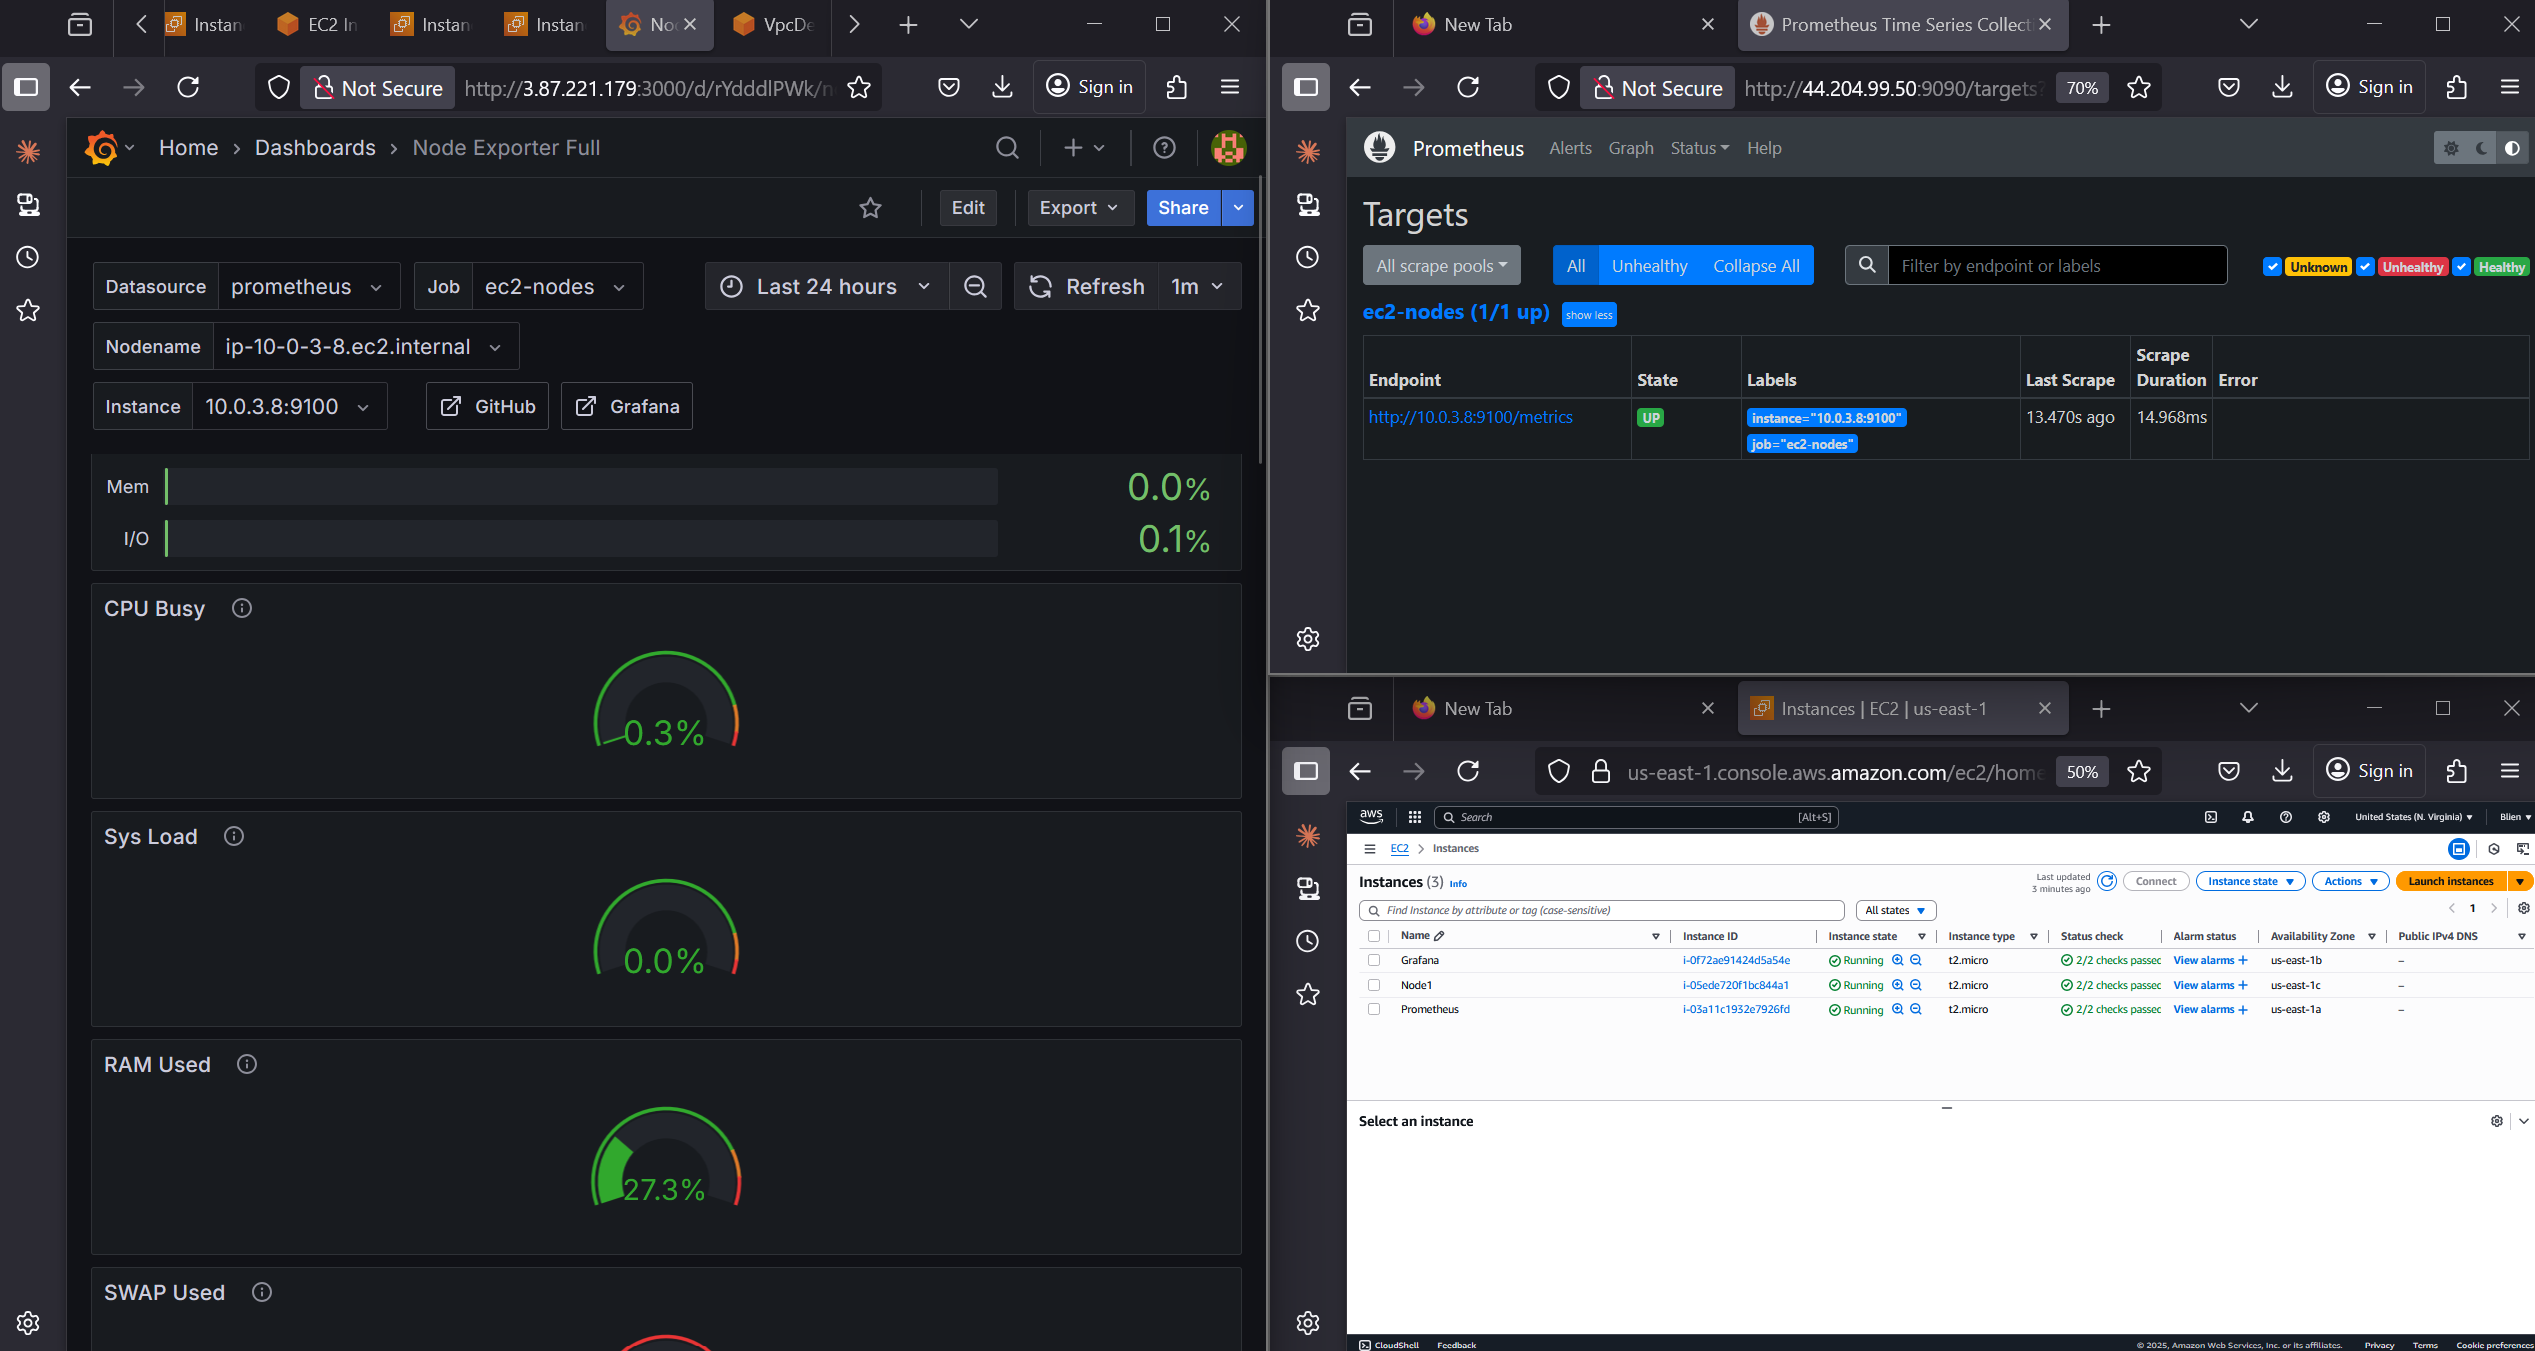 Instan
EC2 In
Instan
Instan
No
VpcDe
Not Secure
http://3.87.221.179:3000/d/rYdddlPWk/n
Sign in
Home › Dashboards › Node Exporter Full
Edit
Export
Share
Datasource prometheus
Job ec2-nodes
Last 24 hours
Refresh 1m
Nodename ip-10-0-3-8.ec2.internal
Instance 10.0.3.8:9100
GitHub
Grafana
Mem 0.0%
I/O 0.1%
CPU Busy
0.3%
Sys Load
0.0%
RAM Used
27.3%
SWAP Used
New Tab
Prometheus Time Series Collecti
Not Secure
http://44.204.99.50:9090/targets?
70%
Sign in
Prometheus Alerts Graph Status Help
Targets
All scrape pools
All Unhealthy Collapse All
Filter by endpoint or labels
Unknown Unhealthy Healthy
ec2-nodes (1/1 up) show less
Endpoint State Labels Last Scrape Scrape Duration Error
http://10.0.3.8:9100/metrics UP instance="10.0.3.8:9100" 13.470s ago 14.968ms
job="ec2-nodes"
New Tab
Instances | EC2 | us-east-1
us-east-1.console.aws.amazon.com/ec2/home
50%
Sign in
aws
Search [Alt+S]
United States (N. Virginia)
Blien
EC2 > Instances
Instances (3) Info
Last updated
3 minutes ago
Connect
Instance state
Actions
Launch instances
Find Instance by attribute or tag (case-sensitive)
All states
1
Name Instance ID Instance state Instance type Status check Alarm status Availability Zone Public IPv4 DNS
Grafana i-0f72ae91424d5a54e Running t2.micro 2/2 checks passec View alarms + us-east-1b –
Node1 i-05ede720f1bc844a1 Running t2.micro 2/2 checks passec View alarms + us-east-1c –
Prometheus i-03a11c1932e7926fd Running t2.micro 2/2 checks passec View alarms + us-east-1a –
Select an instance
CloudShell Feedback
© 2025, Amazon Web Services, Inc. or its affiliates. Privacy Terms Cookie preferences